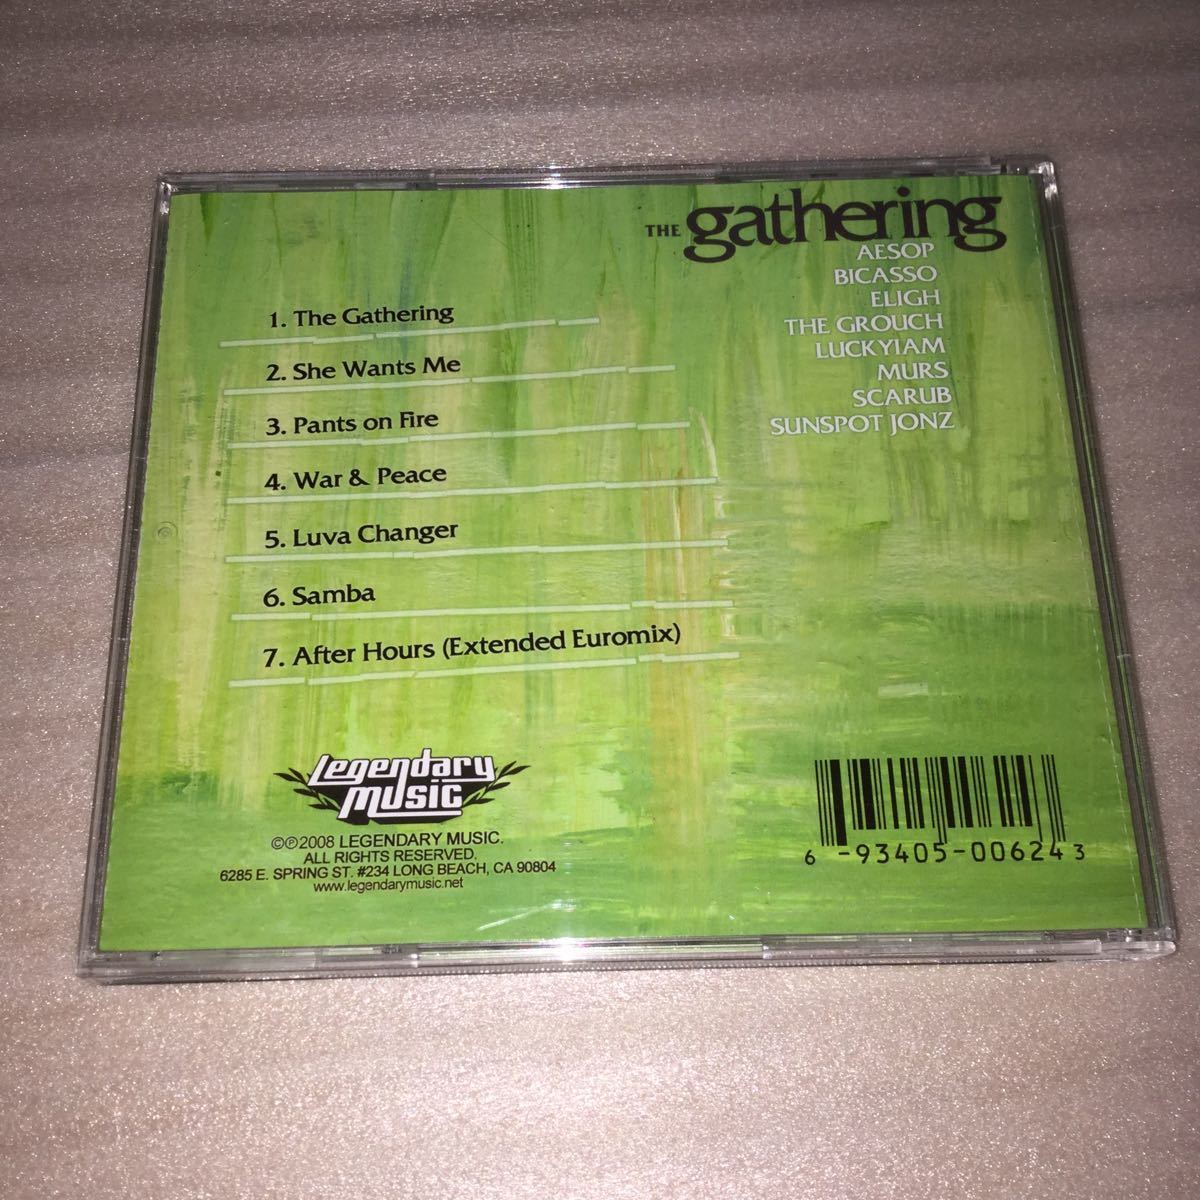 THE gathering
AESOP
BICASSO
ELIGH
THE GROUCH
LUCKYIAM
MURS
SCARUB
SUNSPOT JONZ
1. The Gathering
2. She Wants Me
3. Pants on Fire
4. War & Peace
5. Luva Changer
6. Samba
7. After Hours (Extended Euromix)
Legendary
music
©℗2008 LEGENDARY MUSIC.
ALL RIGHTS RESERVED.
6285 E. SPRING ST. #234 LONG BEACH, CA 90804
www.legendarymusic.net
6 -93405-00624 3